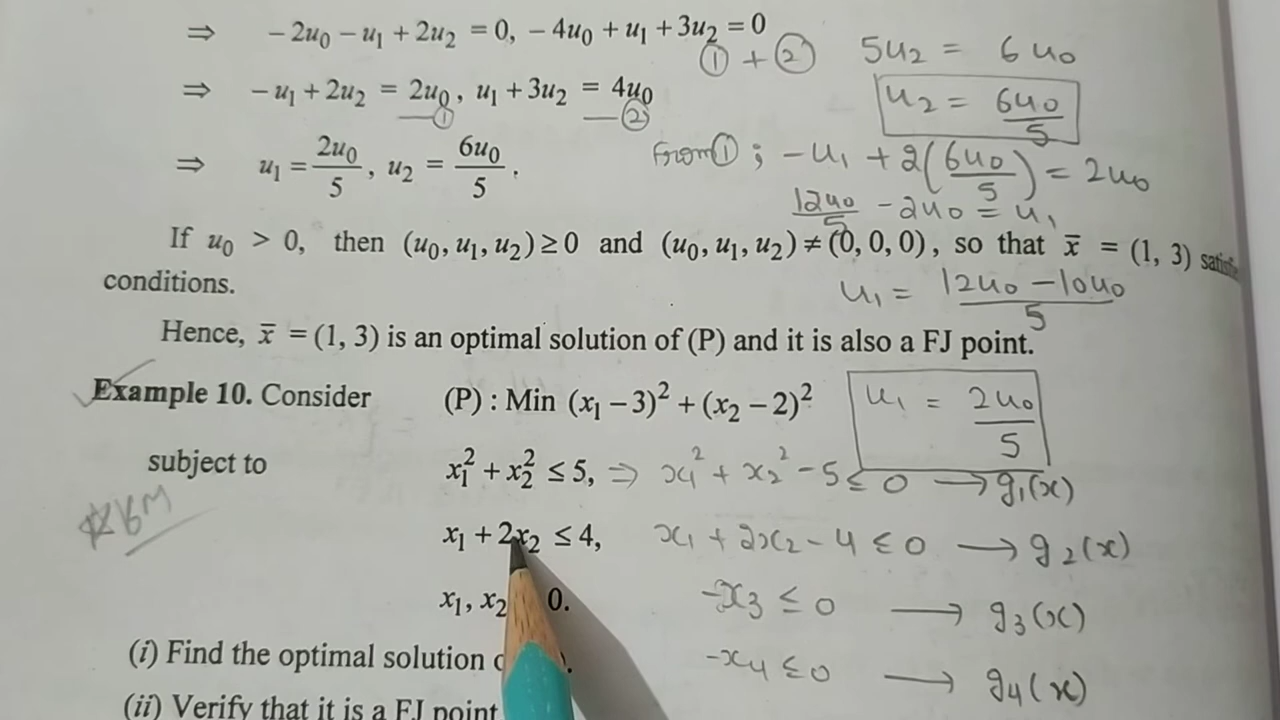 ⇒ − 2u₀ − u₁ + 2u₂ = 0, − 4u₀ + u₁ + 3u₂ = 0
① + ② 5u₂ = 6u₀
⇒ − u₁ + 2u₂ = 2u₀, u₁ + 3u₂ = 4u₀
—① —②
u₂ = 6u₀/5
⇒ u₁ = 2u₀/5, u₂ = 6u₀/5.
From ① ; −u₁ + 2(6u₀/5) = 2u₀
12u₀/5 − 2u₀ = u₁
If u₀ > 0, then (u₀, u₁, u₂) ≥ 0 and (u₀, u₁, u₂) ≠ (0, 0, 0), so that x̄ = (1, 3)
conditions.
u₁ = 12u₀ − 10u₀/5
Hence, x̄ = (1, 3) is an optimal solution of (P) and it is also a FJ point.
Example 10. Consider (P) : Min (x₁ − 3)² + (x₂ − 2)²
u₁ = 2u₀/5
subject to x₁² + x₂² ≤ 5, ⇒ x₁² + x₂² − 5 ≤ 0 → g₁(x)
x₁ + 2x₂ ≤ 4, x₁ + 2x₂ − 4 ≤ 0 → g₂(x)
x₁, x₂ 0. −x₃ ≤ 0 → g₃(x)
(i) Find the optimal solution
−x₄ ≤ 0 → g₄(x)
(ii) Verify that it is a FJ point